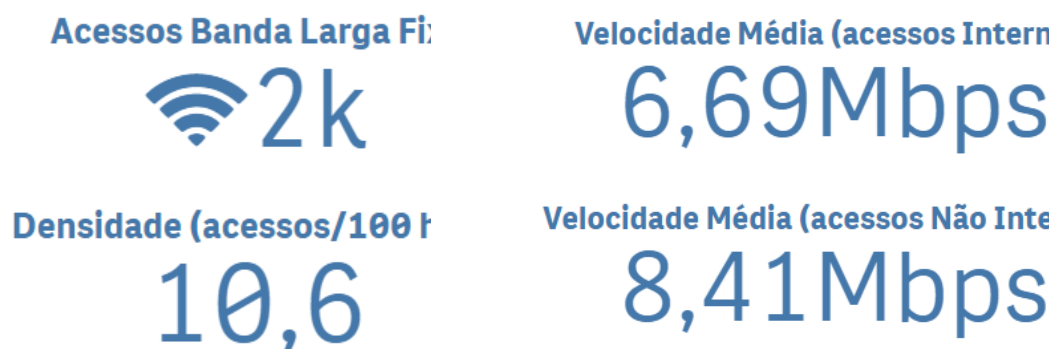 Acessos Banda Larga Fi
2k
Velocidade Média (acessos Intern
6,69Mbps
Densidade (acessos/100 h
10,6
Velocidade Média (acessos Não Inte
8,41Mbps